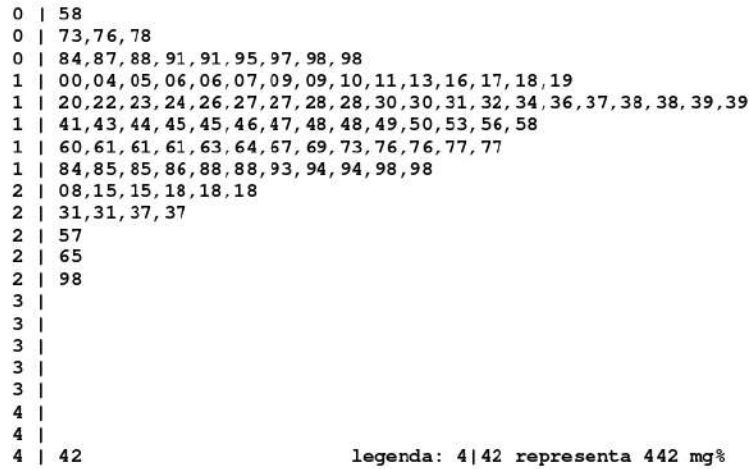 0 | 58
0 | 73,76,78
0 | 84,87,88,91,91,95,97,98,98
1 | 00,04,05,06,06,07,09,09,10,11,13,16,17,18,19
1 | 20,22,23,24,26,27,27,28,28,30,30,31,32,34,36,37,38,38,39,39
1 | 41,43,44,45,45,46,47,48,48,49,50,53,56,58
1 | 60,61,61,61,63,64,67,69,73,76,76,77,77
1 | 84,85,85,86,88,88,93,94,94,98,98
2 | 08,15,15,18,18,18
2 | 31,31,37,37
2 | 57
2 | 65
2 | 98
3 |
3 |
3 |
3 |
3 |
4 |
4 |
4 | 42 legenda: 4|42 representa 442 mg%